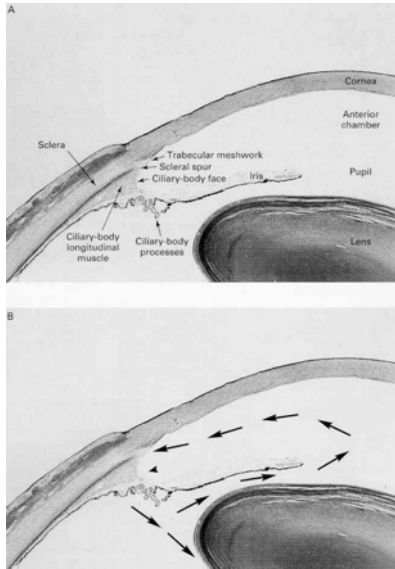 A
Cornea
Anterior
chamber
Sclera
Trabecular meshwork
Scleral spur
Ciliary-body face
Iris
Pupil
Ciliary-body
longitudinal
muscle
Ciliary-body
processes
Lens
B